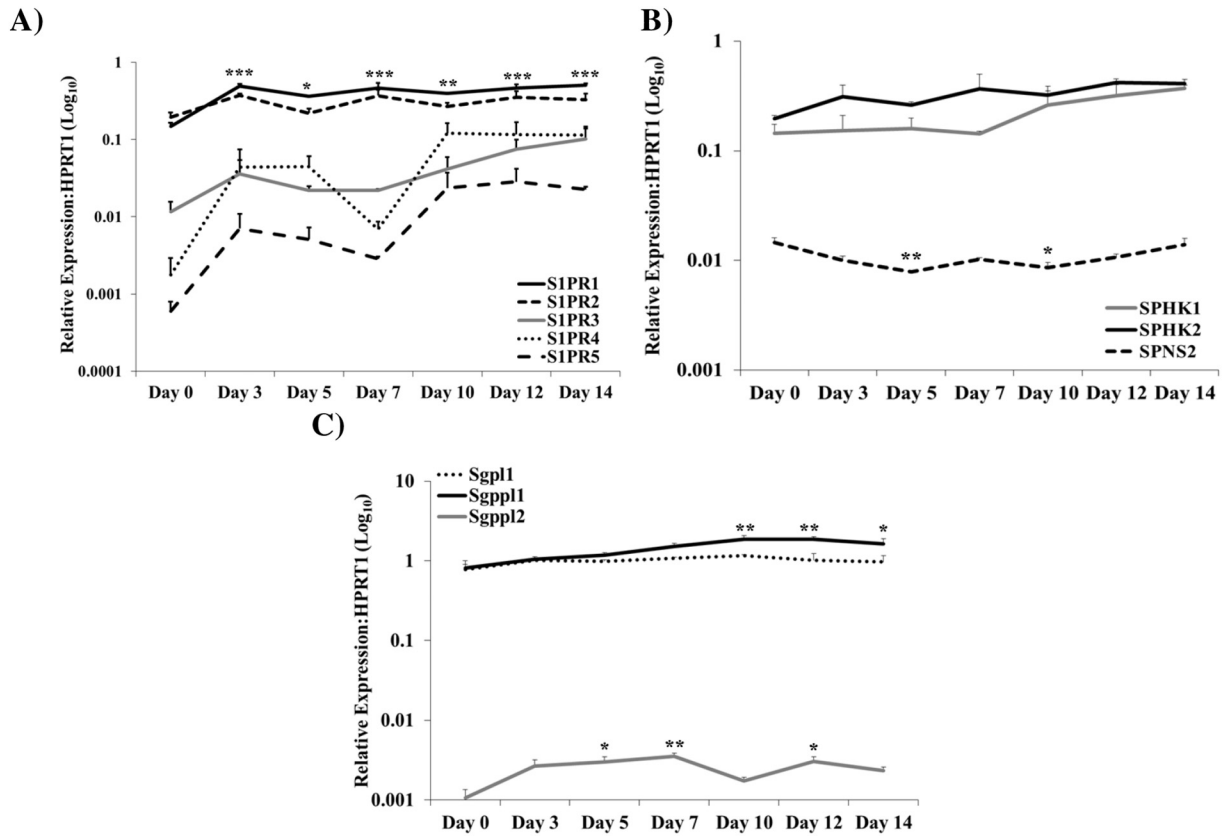 A)
Relative Expression:HPRT1 (Log10)
1
0.1
0.01
0.001
0.0001
***
*
***
**
***
***
S1PR1
S1PR2
S1PR3
S1PR4
S1PR5
Day 0 Day 3 Day 5 Day 7 Day 10 Day 12 Day 14
B)
Relative Expression:HPRT1 (Log10)
1
0.1
0.01
0.001
**
*
SPHK1
SPHK2
SPNS2
Day 0 Day 3 Day 5 Day 7 Day 10 Day 12 Day 14
C)
Relative Expression:HPRT1 (Log10)
Sgpl1
Sgppl1
Sgppl2
10
1
0.1
0.01
0.001
**
**
*
*
**
*
Day 0 Day 3 Day 5 Day 7 Day 10 Day 12 Day 14